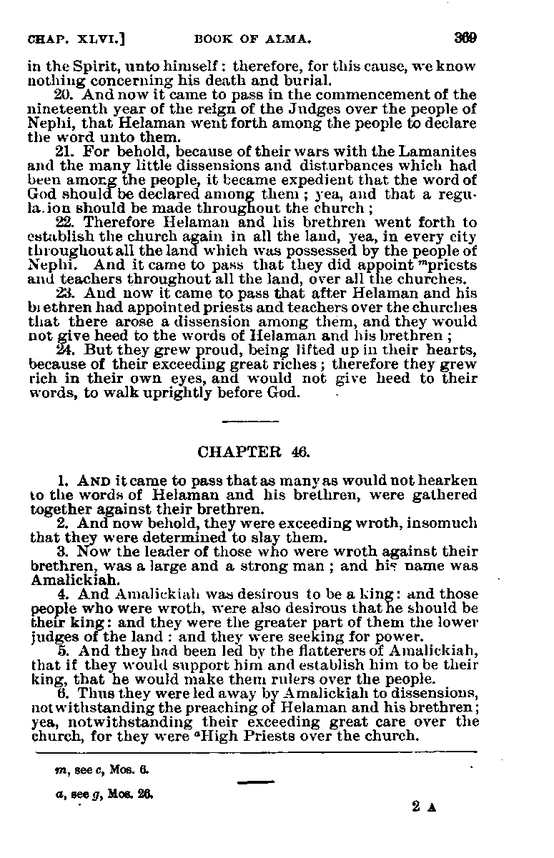 CHAP. XLVI.] BOOK OF ALMA. 369
in the Spirit, unto himself: therefore, for this cause, we know
nothing concerning his death and burial.
20. And now it came to pass in the commencement of the
nineteenth year of the reign of the Judges over the people of
Nephi, that Helaman went forth among the people to declare
the word unto them.
21. For behold, because of their wars with the Lamanites
and the many little dissensions and disturbances which had
been among the people, it became expedient that the word of
God should be declared among them; yea, and that a regu-
lation should be made throughout the church;
22. Therefore Helaman and his brethren went forth to
establish the church again in all the land, yea, in every city
throughout all the land which was possessed by the people of
Nephi. And it came to pass that they did appoint ᵐpriests
and teachers throughout all the land, over all the churches.
23. And now it came to pass that after Helaman and his
brethren had appointed priests and teachers over the churches
that there arose a dissension among them, and they would
not give heed to the words of Helaman and his brethren;
24. But they grew proud, being lifted up in their hearts,
because of their exceeding great riches; therefore they grew
rich in their own eyes, and would not give heed to their
words, to walk uprightly before God.
CHAPTER 46.
1. AND it came to pass that as many as would not hearken
to the words of Helaman and his brethren, were gathered
together against their brethren.
2. And now behold, they were exceeding wroth, insomuch
that they were determined to slay them.
3. Now the leader of those who were wroth against their
brethren, was a large and a strong man; and his name was
Amalickiah.
4. And Amalickiah was desirous to be a king: and those
people who were wroth, were also desirous that he should be
their king: and they were the greater part of them the lower
judges of the land: and they were seeking for power.
5. And they had been led by the flatterers of Amalickiah,
that if they would support him and establish him to be their
king, that he would make them rulers over the people.
6. Thus they were led away by Amalickiah to dissensions,
notwithstanding the preaching of Helaman and his brethren;
yea, notwithstanding their exceeding great care over the
church, for they were ᵃHigh Priests over the church.
m, see c, Mos. 6.
a, see g, Mos. 26.
2 A